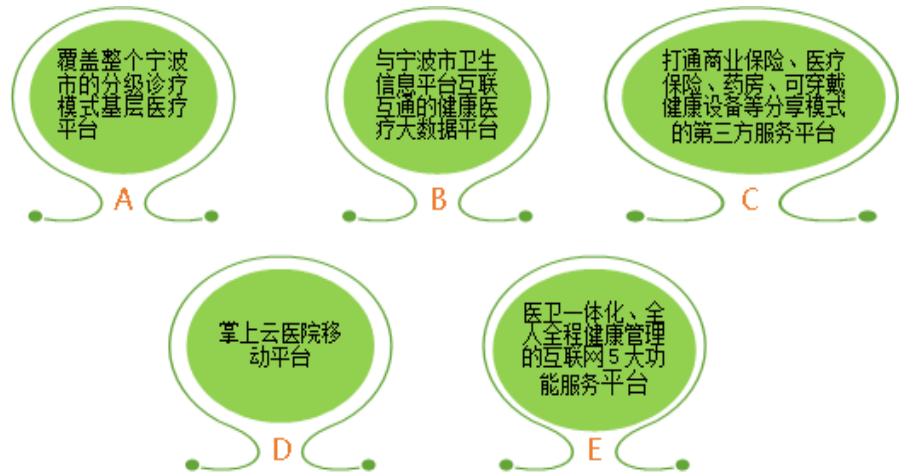 覆盖整个宁波
市的分级诊疗
模式基层医疗
平台
A
与宁波市卫生
信息平台互联
互通的健康医
疗大数据平台
B
打通商业保险、医疗
保险、药房、可穿戴
健康设备等分享模式
的第三方服务平台
C
掌上云医院移
动平台
D
医卫一体化、全
人全程健康管理
的互联网5大功
能服务平台
E